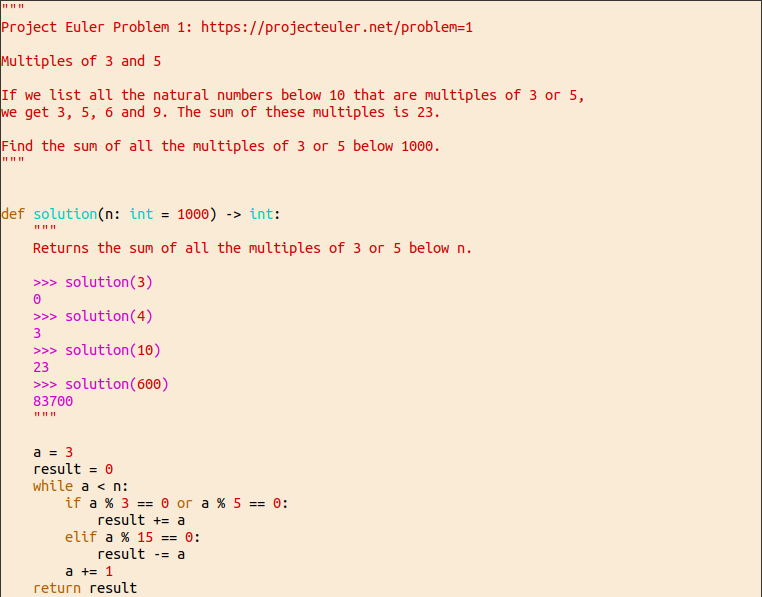 """
Project Euler Problem 1: https://projecteuler.net/problem=1

Multiples of 3 and 5

If we list all the natural numbers below 10 that are multiples of 3 or 5,
we get 3, 5, 6 and 9. The sum of these multiples is 23.

Find the sum of all the multiples of 3 or 5 below 1000.
"""


def solution(n: int = 1000) -> int:
    """
    Returns the sum of all the multiples of 3 or 5 below n.

    >>> solution(3)
    0
    >>> solution(4)
    3
    >>> solution(10)
    23
    >>> solution(600)
    83700
    """

    a = 3
    result = 0
    while a < n:
        if a % 3 == 0 or a % 5 == 0:
            result += a
        elif a % 15 == 0:
            result -= a
        a += 1
    return result